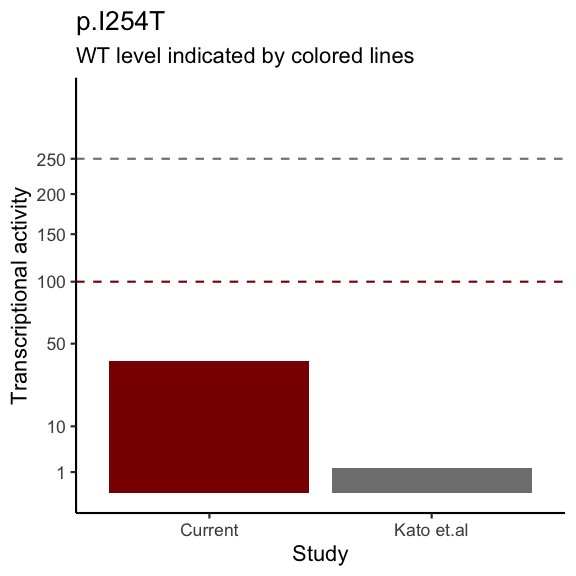 p.I254T
WT level indicated by colored lines
Transcriptional activity
250
200
150
100
50
10
1
Current
Kato et.al
Study